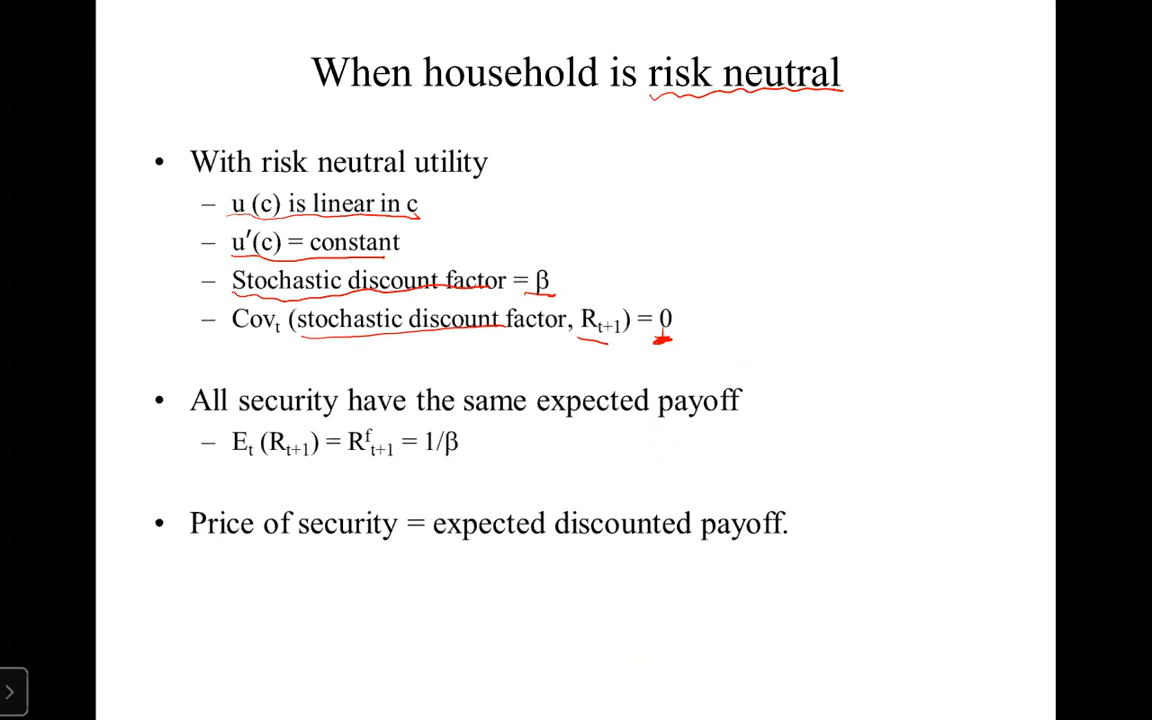 When household is risk neutral
• With risk neutral utility
– u (c) is linear in c
– u′(c) = constant
– Stochastic discount factor = β
– Covt (stochastic discount factor, Rt+1) = 0
• All security have the same expected payoff
– Et (Rt+1) = Rft+1 = 1/β
• Price of security = expected discounted payoff.